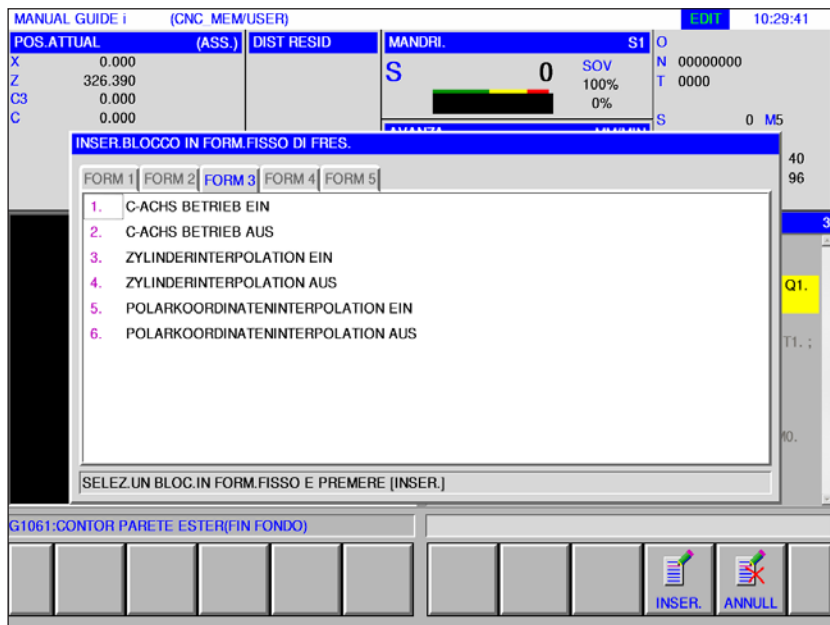 MANUAL GUIDE i (CNC_MEM/USER) EDIT 10:29:41
POS.ATTUAL (ASS.) DIST RESID MANDRI. S1 O
X 0.000 S 0 SOV N 00000000
Z 326.390 100% T 0000
C3 0.000 0%
C 0.000 S 0 M5
INSER.BLOCCO IN FORM.FISSO DI FRES.
40
FORM 1 FORM 2 FORM 3 FORM 4 FORM 5 96
1. C-ACHS BETRIEB EIN
2. C-ACHS BETRIEB AUS 3
3. ZYLINDERINTERPOLATION EIN
4. ZYLINDERINTERPOLATION AUS Q1.
5. POLARKOORDINATENINTERPOLATION EIN
6. POLARKOORDINATENINTERPOLATION AUS T1. ;
SELEZ.UN BLOC.IN FORM.FISSO E PREMERE [INSER.]
G1061:CONTOR PARETE ESTER(FIN FONDO)
INSER. ANNULL